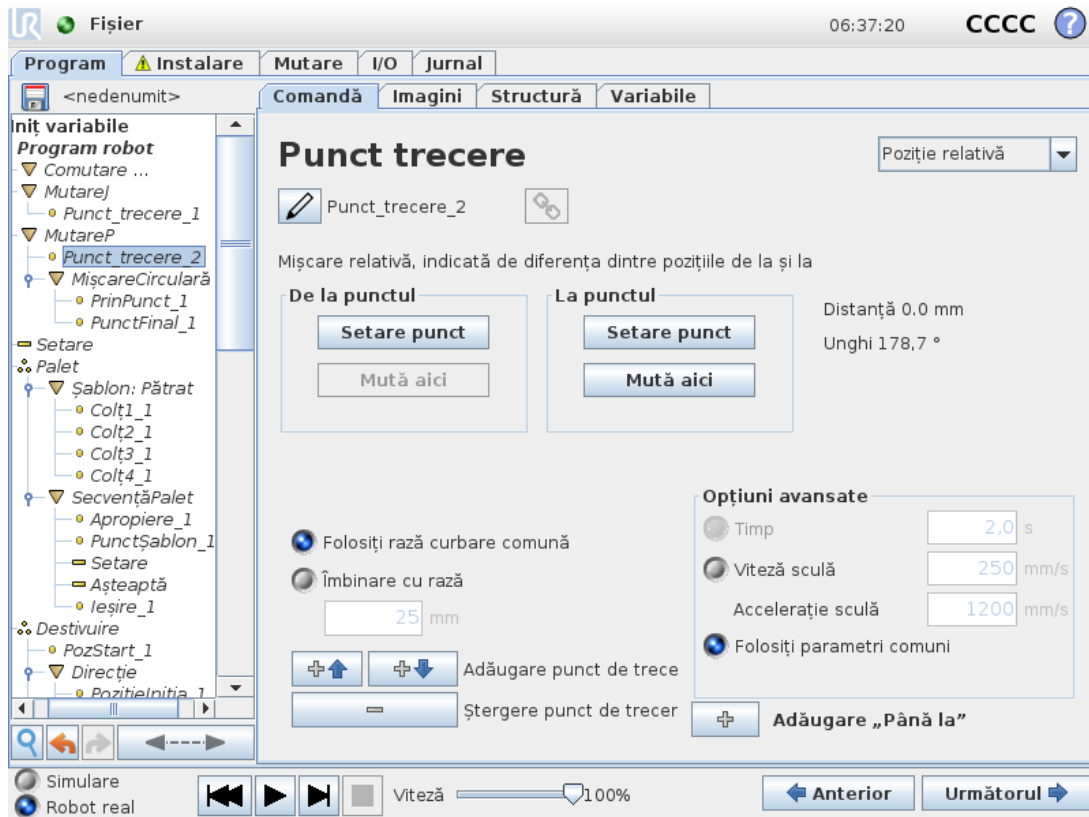 UR Fișier 06:37:20 CCCC ?
Program Instalare Mutare I/O Jurnal
<nedenumit> Comandă Imagini Structură Variabile
Iniț variabile
Program robot
Comutare ...
MutareJ
Punct_trecere_1
MutareP
Punct_trecere_2
MișcareCirculară
PrinPunct_1
PunctFinal_1
Setare
Palet
Șablon: Pătrat
Colț1_1
Colț2_1
Colț3_1
Colț4_1
SecvențăPalet
Apropiere_1
PunctȘablon_1
Setare
Așteaptă
Ieșire_1
Destivuire
PozStart_1
Direcție
PozițieIniția_1
Punct trecere
Poziție relativă
Punct_trecere_2
Mișcare relativă, indicată de diferența dintre pozițiile de la și la
De la punctul
Setare punct
Mută aici
La punctul
Setare punct
Mută aici
Distanță 0.0 mm
Unghi 178,7 °
Folosiți rază curbare comună
Îmbinare cu rază
25 mm
Adăugare punct de trece
Ștergere punct de trecer
Opțiuni avansate
Timp 2,0 s
Viteză sculă 250 mm/s
Accelerație sculă 1200 mm/s
Folosiți parametri comuni
Adăugare „Până la”
Simulare
Robot real
Viteză 100%
Anterior Următorul